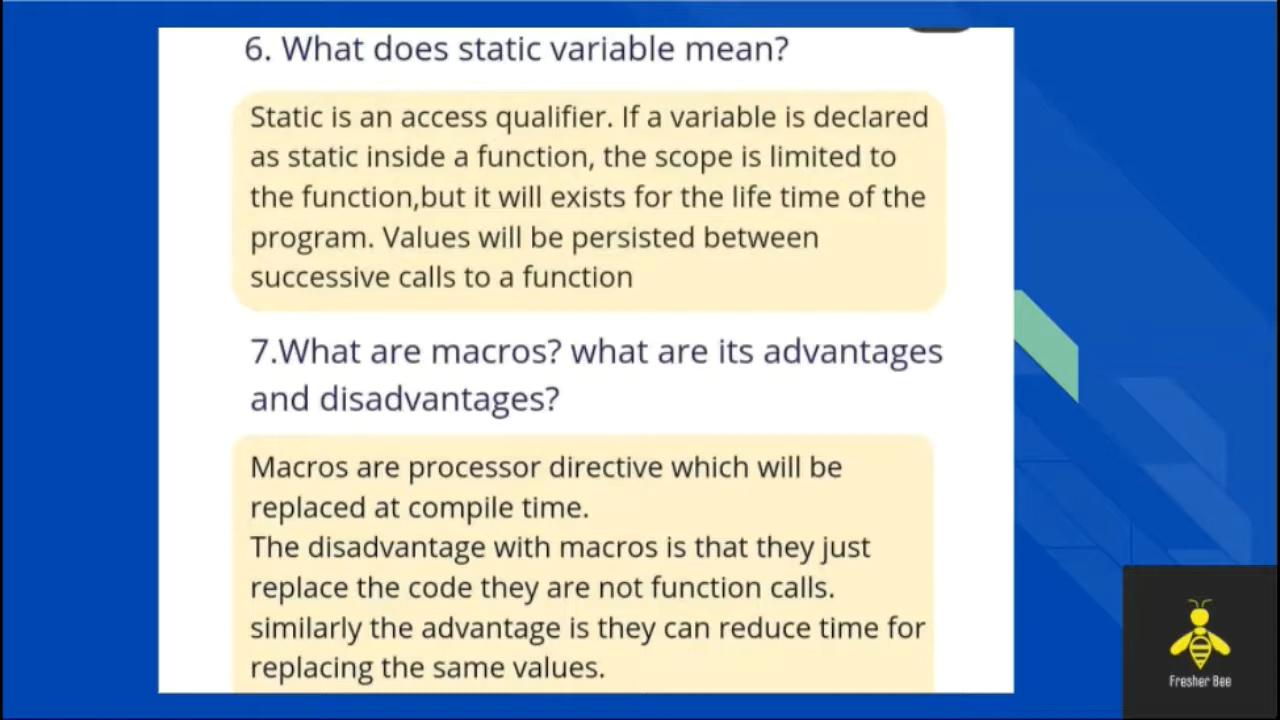 6. What does static variable mean?
Static is an access qualifier. If a variable is declared
as static inside a function, the scope is limited to
the function,but it will exists for the life time of the
program. Values will be persisted between
successive calls to a function
7.What are macros? what are its advantages
and disadvantages?
Macros are processor directive which will be
replaced at compile time.
The disadvantage with macros is that they just
replace the code they are not function calls.
similarly the advantage is they can reduce time for
replacing the same values.
Fresher Bee